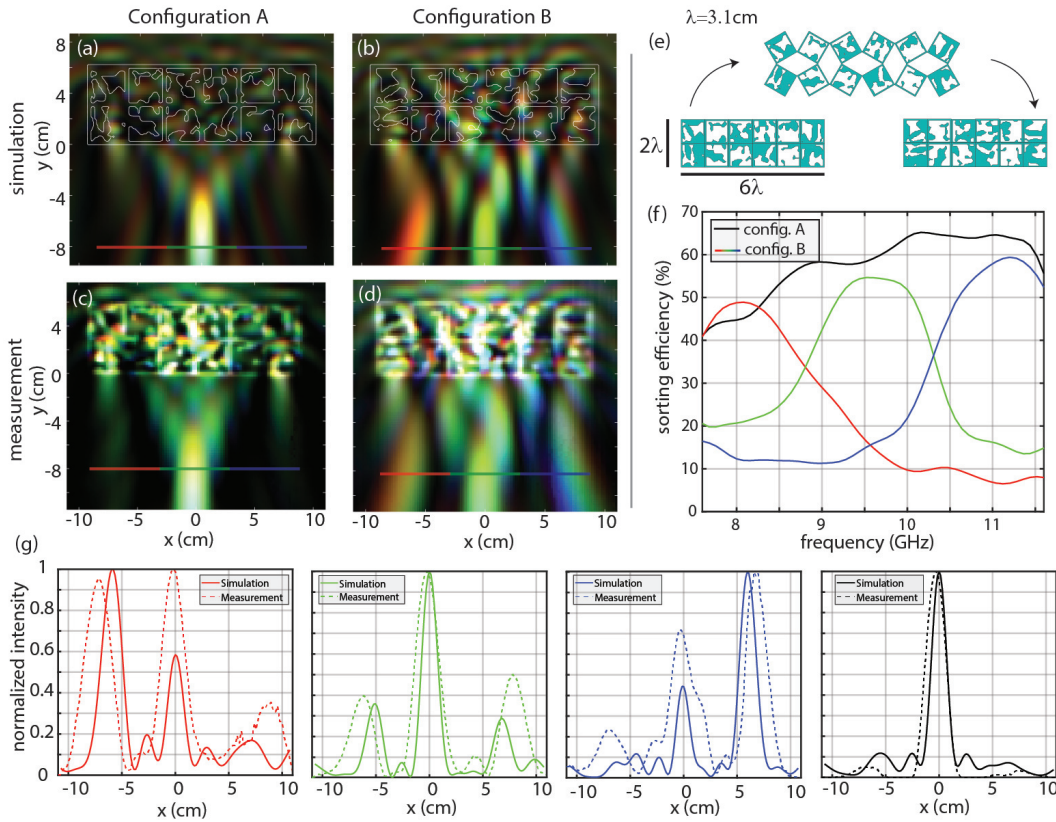 Configuration A
Configuration B
(a)
(b)
simulation
y (cm)
8
4
0
-4
-8
(c)
(d)
measurement
y (cm)
4
0
-4
-8
-10
-5
0
5
10
x (cm)
-10
-5
0
5
10
x (cm)
(e)
λ=3.1cm
2λ
6λ
(f)
70
60
50
40
30
20
10
0
sorting efficiency (%)
config. A
config. B
8
9
10
11
frequency (GHz)
(g)
normalized intensity
1
0.8
0.6
0.4
0.2
0
Simulation
Measurement
-10
-5
0
5
10
x (cm)
Simulation
Measurement
-10
-5
0
5
10
x (cm)
Simulation
Measurement
-10
-5
0
5
10
x (cm)
Simulation
Measurement
-10
-5
0
5
10
x (cm)